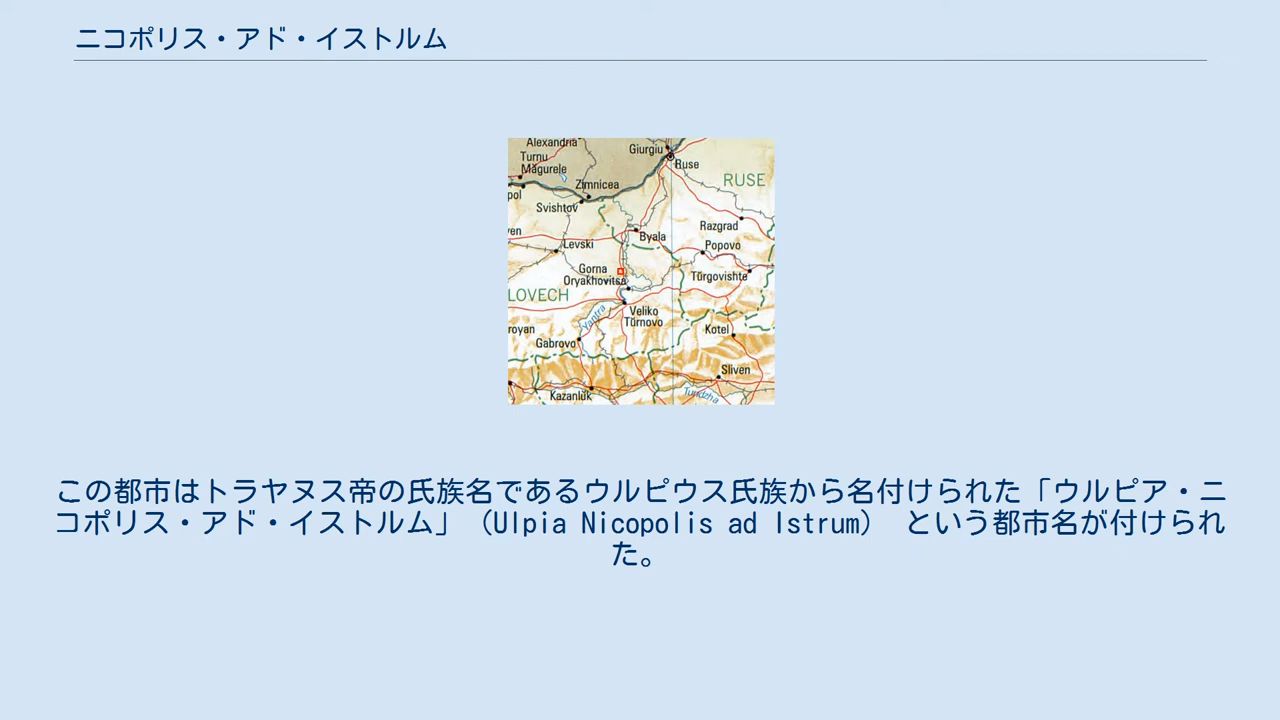 ニコポリス・アド・イストルム
Alexandria
Turnu
Măgurele
Giurgiu
Ruse
RUSE
Zimnicea
pol
Svishtov
Razgrad
ven
Levski
Byala
Popovo
Gorna
Oryakhovitsa
Tŭrgovishte
LOVECH
Yantra
Veliko
Tŭrnovo
royan
Kotel
Gabrovo
Sliven
Kazanlŭk
Tundzha
この都市はトラヤヌス帝の氏族名であるウルピウス氏族から名付けられた「ウルピア・ニ
コポリス・アド・イストルム」（Ulpia Nicopolis ad Istrum） という都市名が付けられ
た。